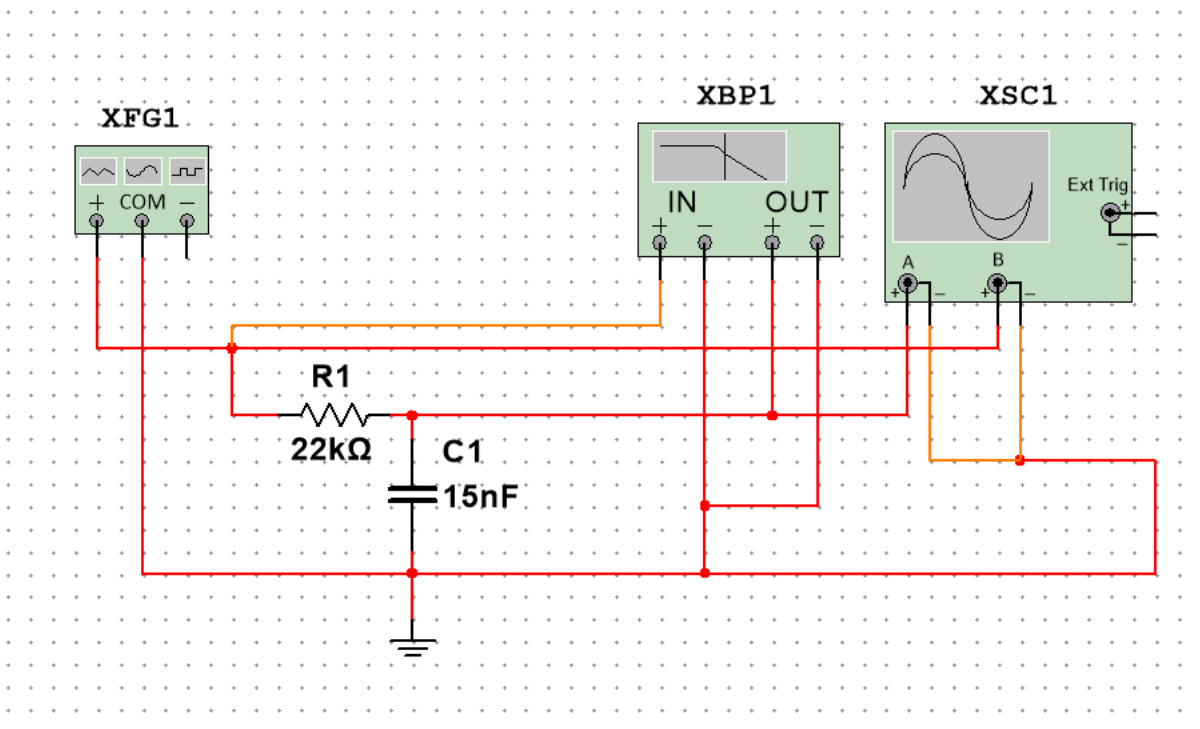 XBP1
XSC1
XFG1
+ COM −
IN
OUT
+ − + −
Ext Trig
+
−
A
B
+ − + −
R1
22kΩ
C1
15nF